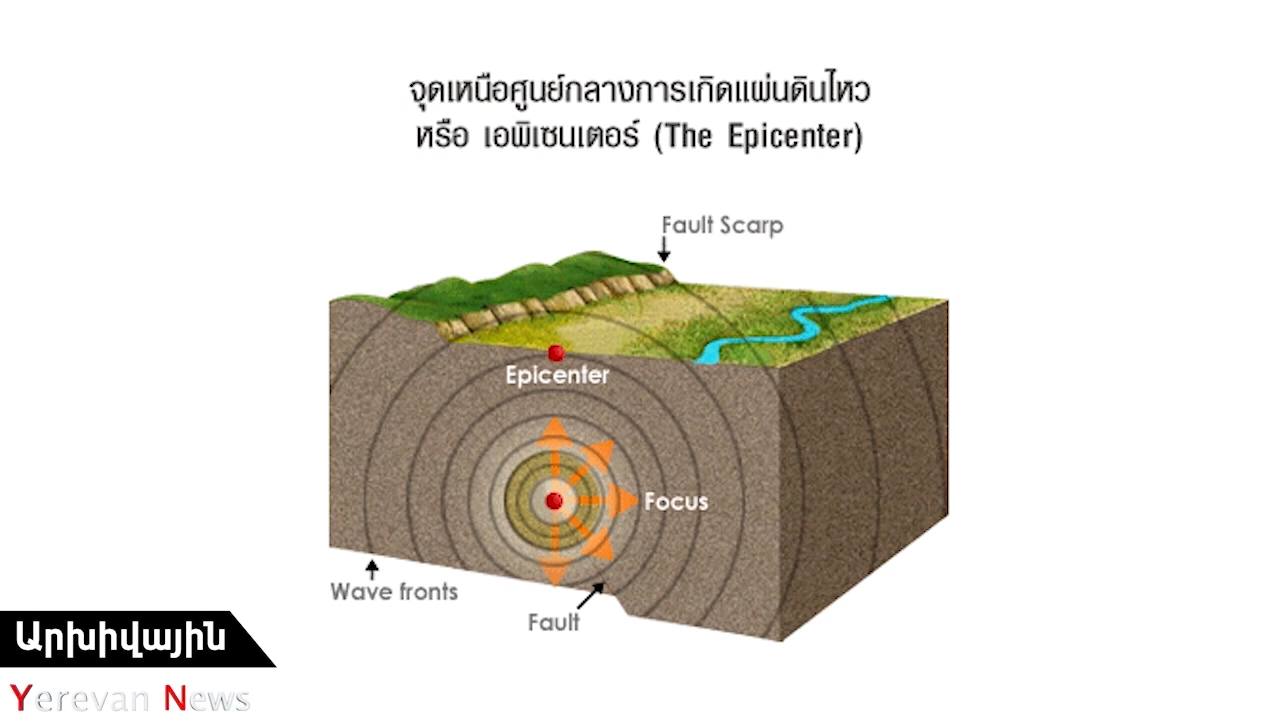 จุดเหนือศูนย์กลางการเกิดแผ่นดินไหว
หรือ เอพิเซนเตอร์ (The Epicenter)
Fault Scarp
Epicenter
Focus
Wave fronts
Fault
Արխիվային
Yerevan News